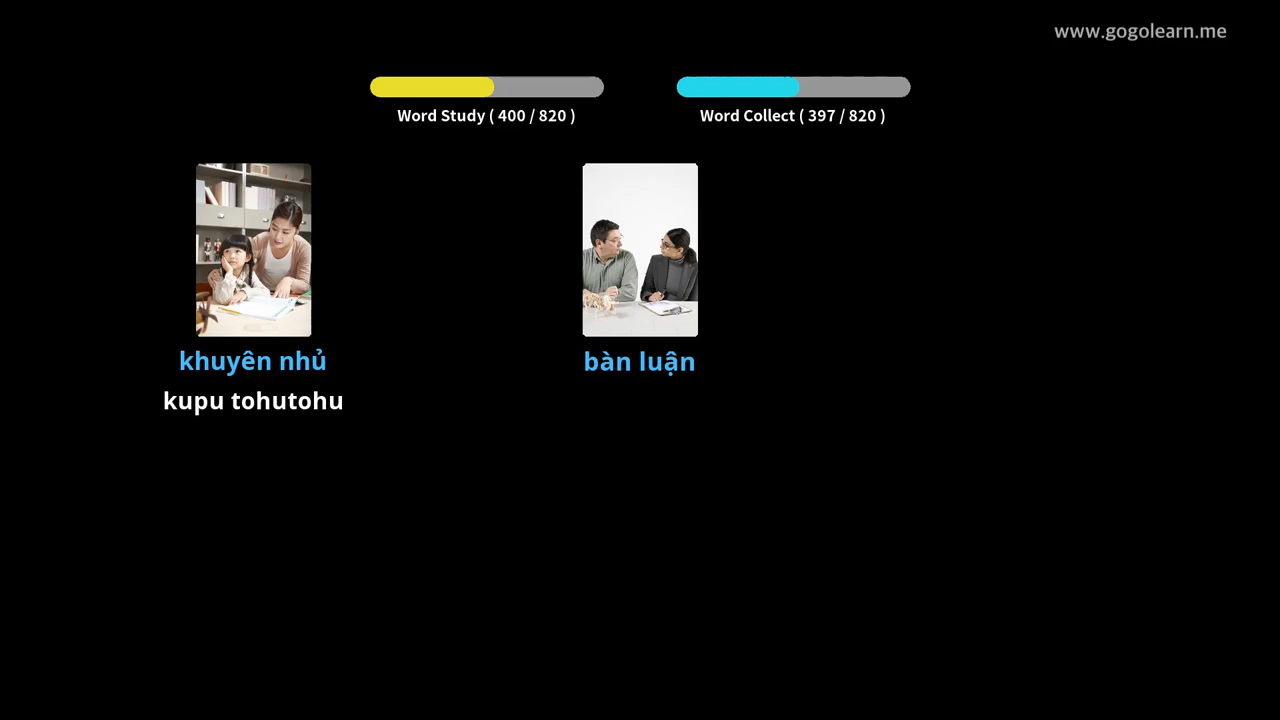 www.gogolearn.me
Word Study ( 400 / 820 )
Word Collect ( 397 / 820 )
khuyên nhủ
kupu tohutohu
bàn luận